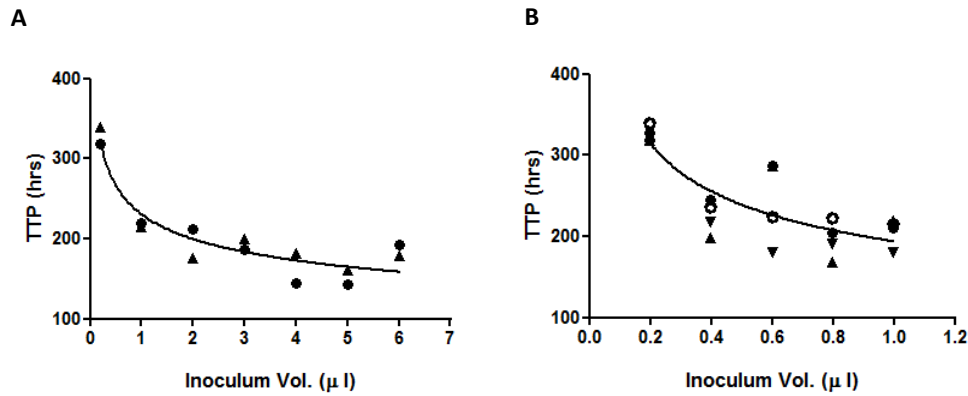 A
B
400
300
200
100
TTP (hrs)
0 1 2 3 4 5 6 7
Inoculum Vol. (μ l)
400
300
200
100
TTP (hrs)
0.0 0.2 0.4 0.6 0.8 1.0 1.2
Inoculum Vol. (μ l)